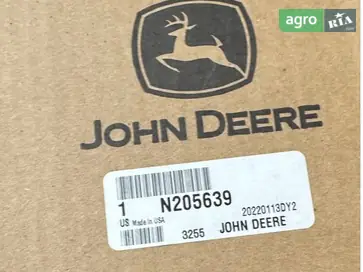 agro RIA
JOHN DEERE
1 N205639
US Made in USA 20220113DY2
3255 JOHN DEERE